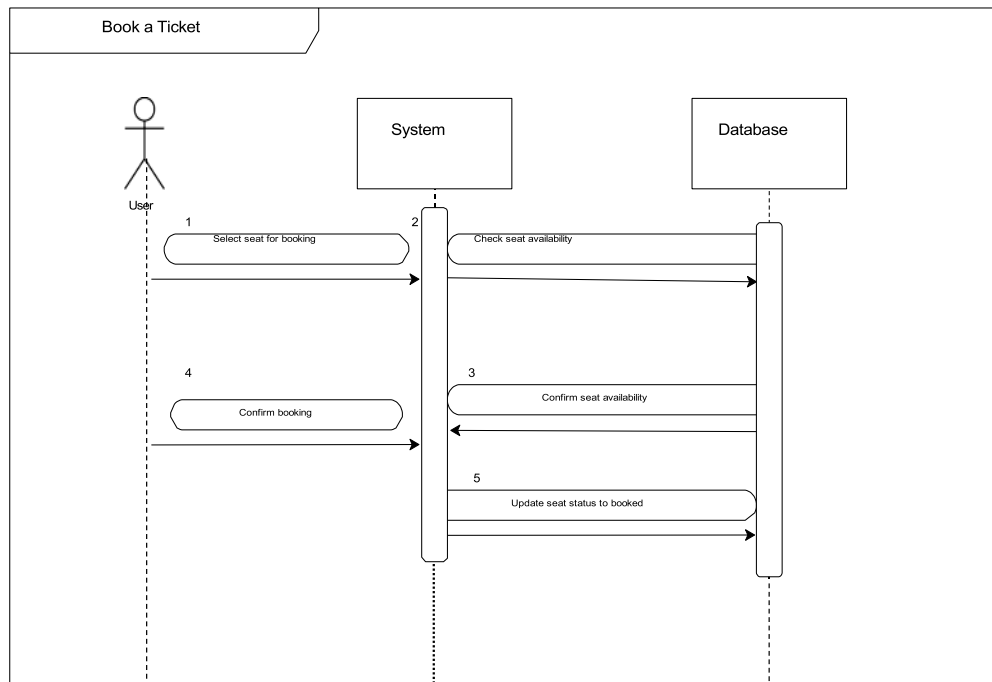 Book a Ticket
System
Database
User
1
2
Select seat for booking
Check seat availability
4
3
Confirm seat availability
Confirm booking
5
Update seat status to booked